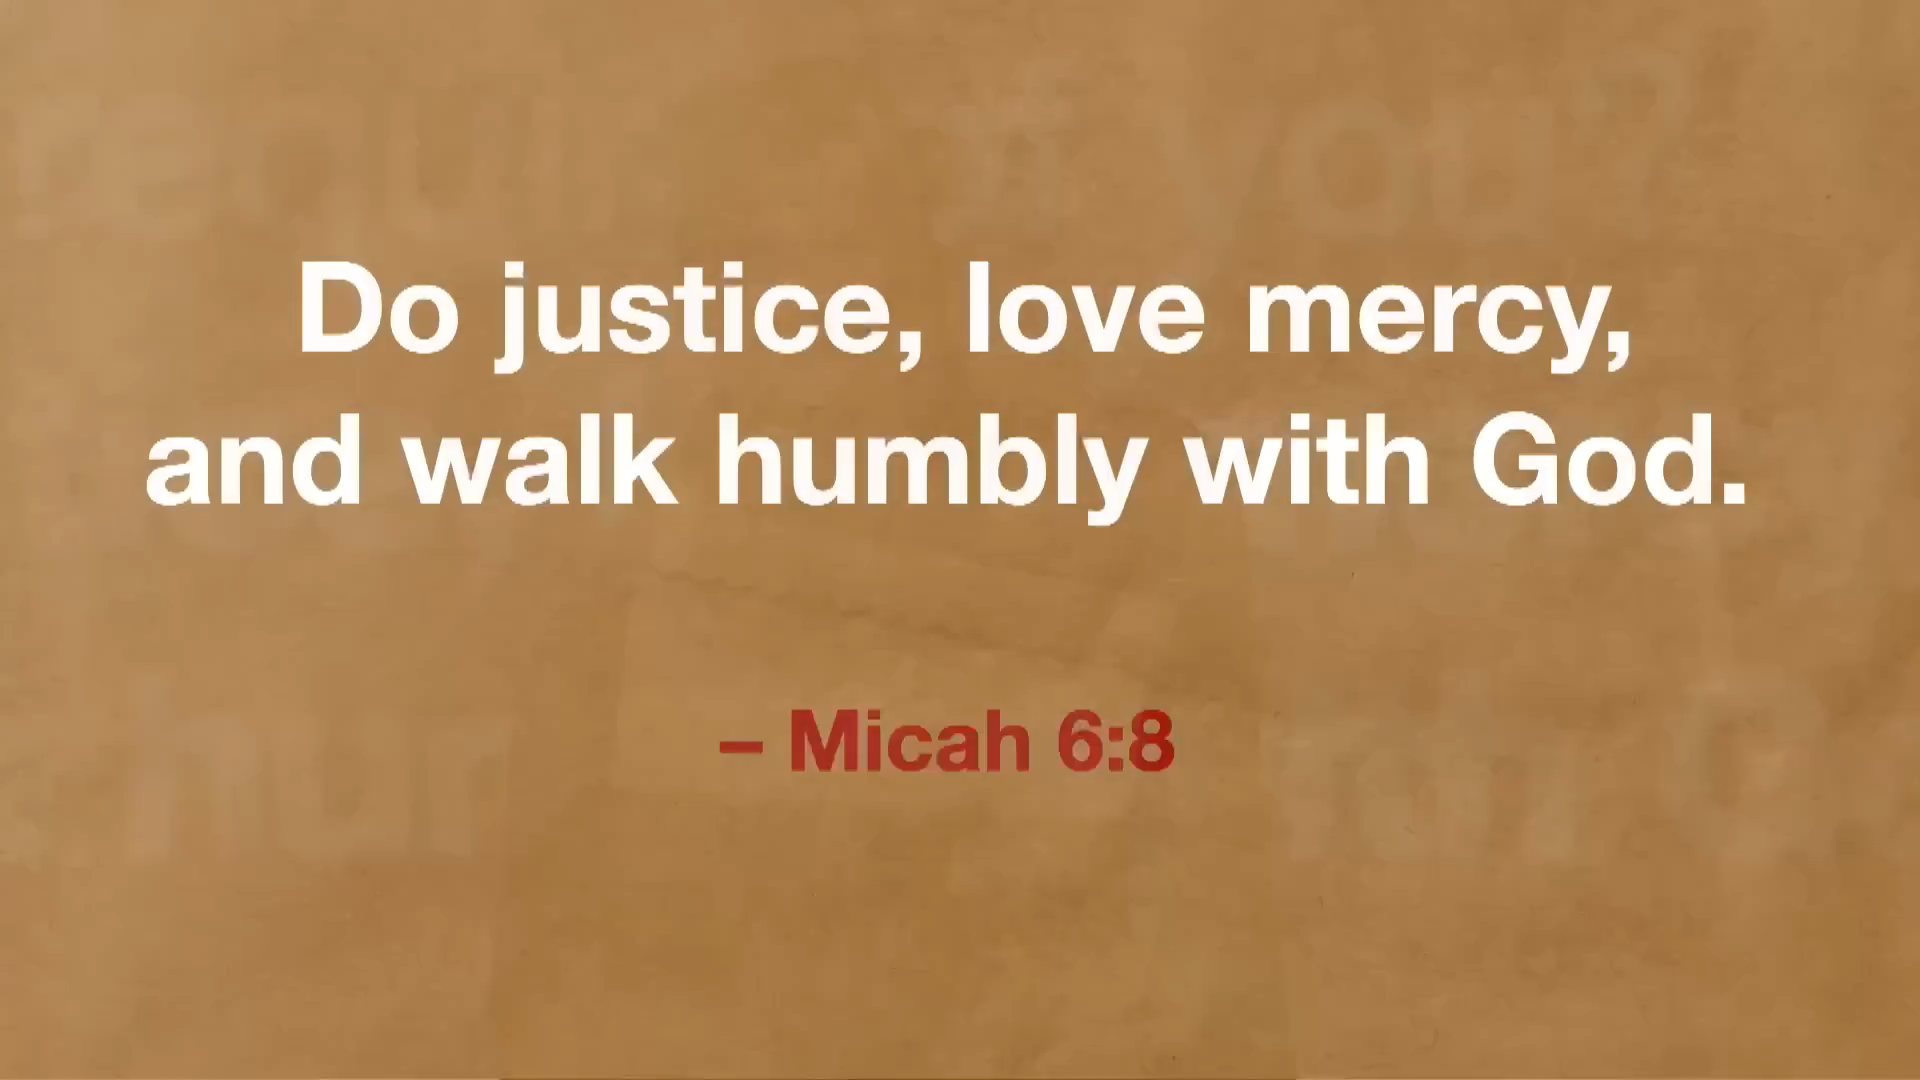 Do justice, love mercy,
and walk humbly with God.
– Micah 6:8